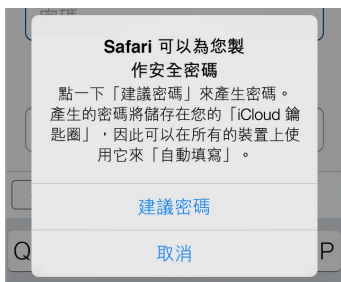 密碼
Safari 可以為您製
作安全密碼
點一下「建議密碼」來產生密碼。
產生的密碼將儲存在您的「iCloud 鑰
匙圈」，因此可以在所有的裝置上使
用它來「自動填寫」。
建議密碼
取消
Q P